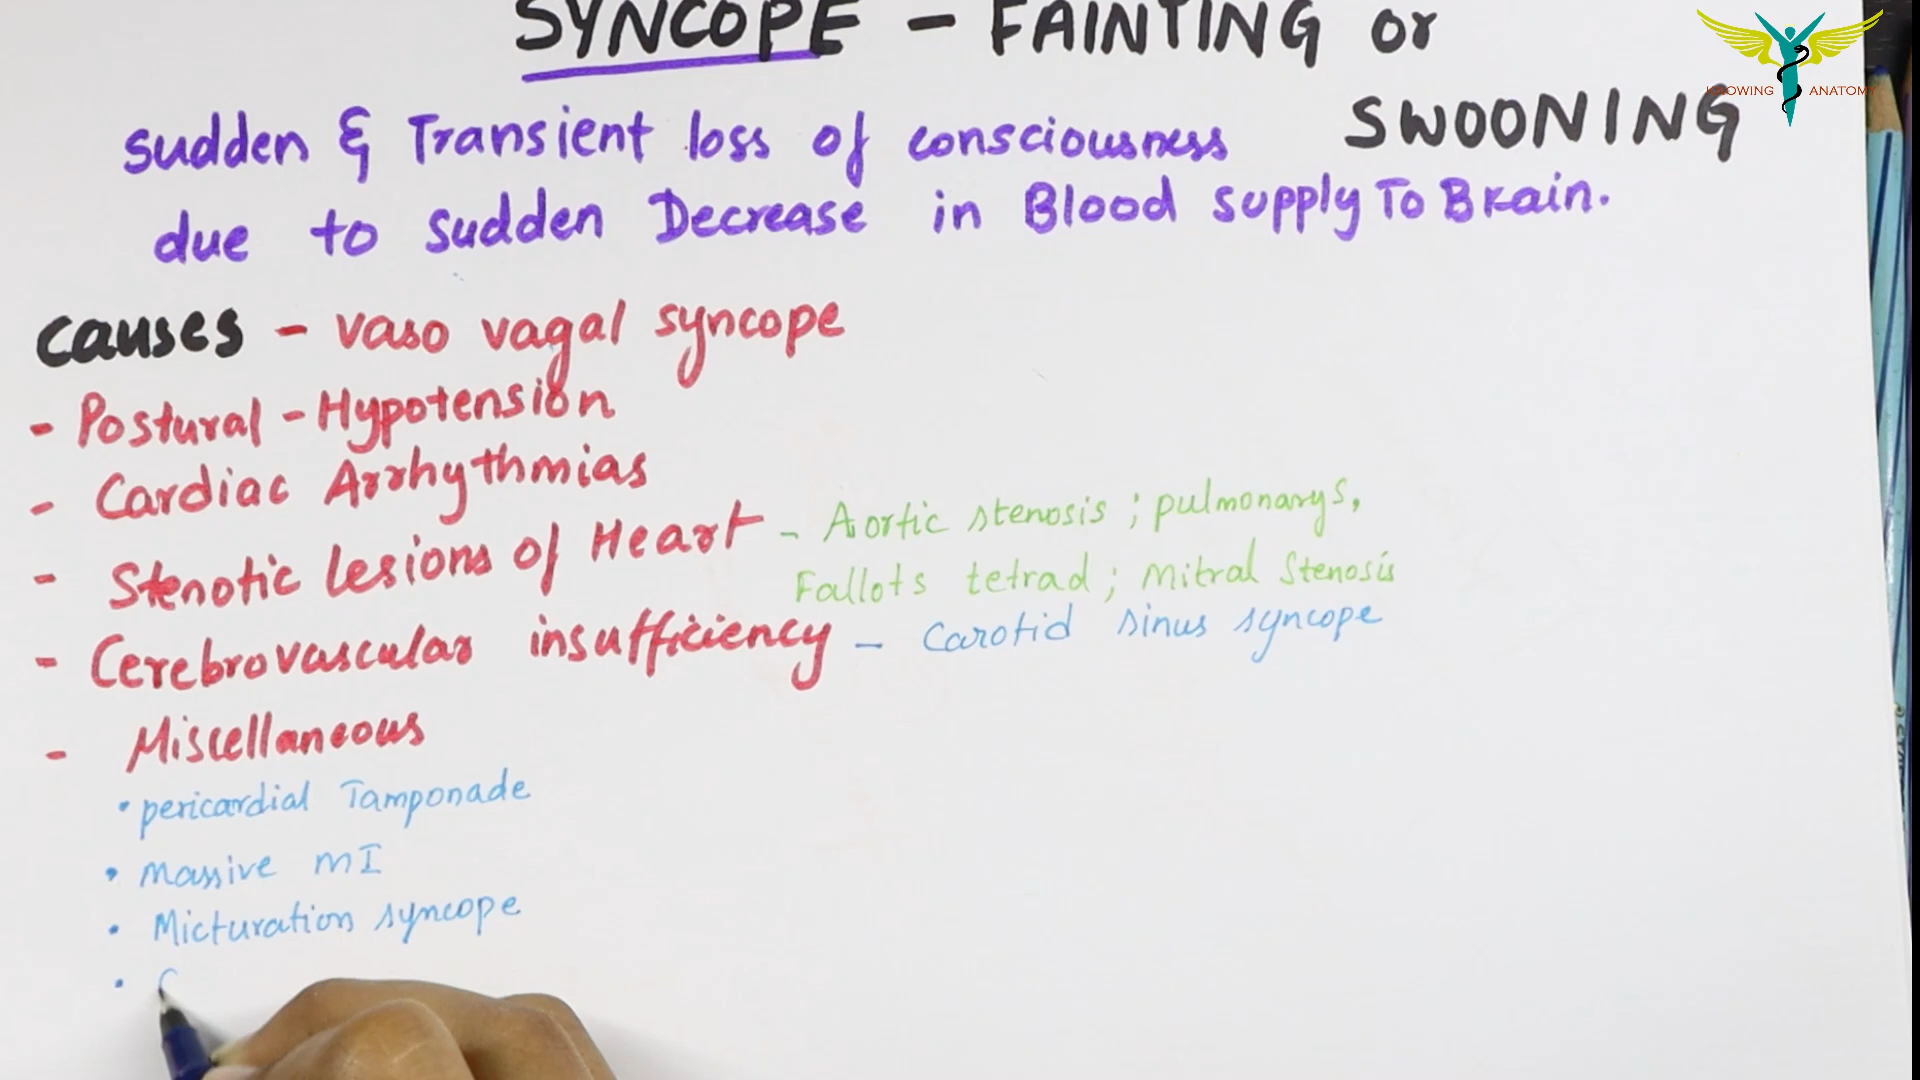 SYNCOPE - FAINTING or
SWOONING
KNOWING ANATOMY
sudden & Transient loss of consciousness
due to sudden Decrease in Blood supply To Brain.
Causes - vaso vagal syncope
- Postural - Hypotension
- Cardiac Arrhythmias
- Stenotic lesions of Heart - Aortic stenosis ; pulmonary s,
Fallots tetrad ; Mitral Stenosis
- Cerebrovascular insufficiency - Carotid sinus syncope
- Miscellaneous
• pericardial Tamponade
• Massive MI
• Micturation syncope
• C